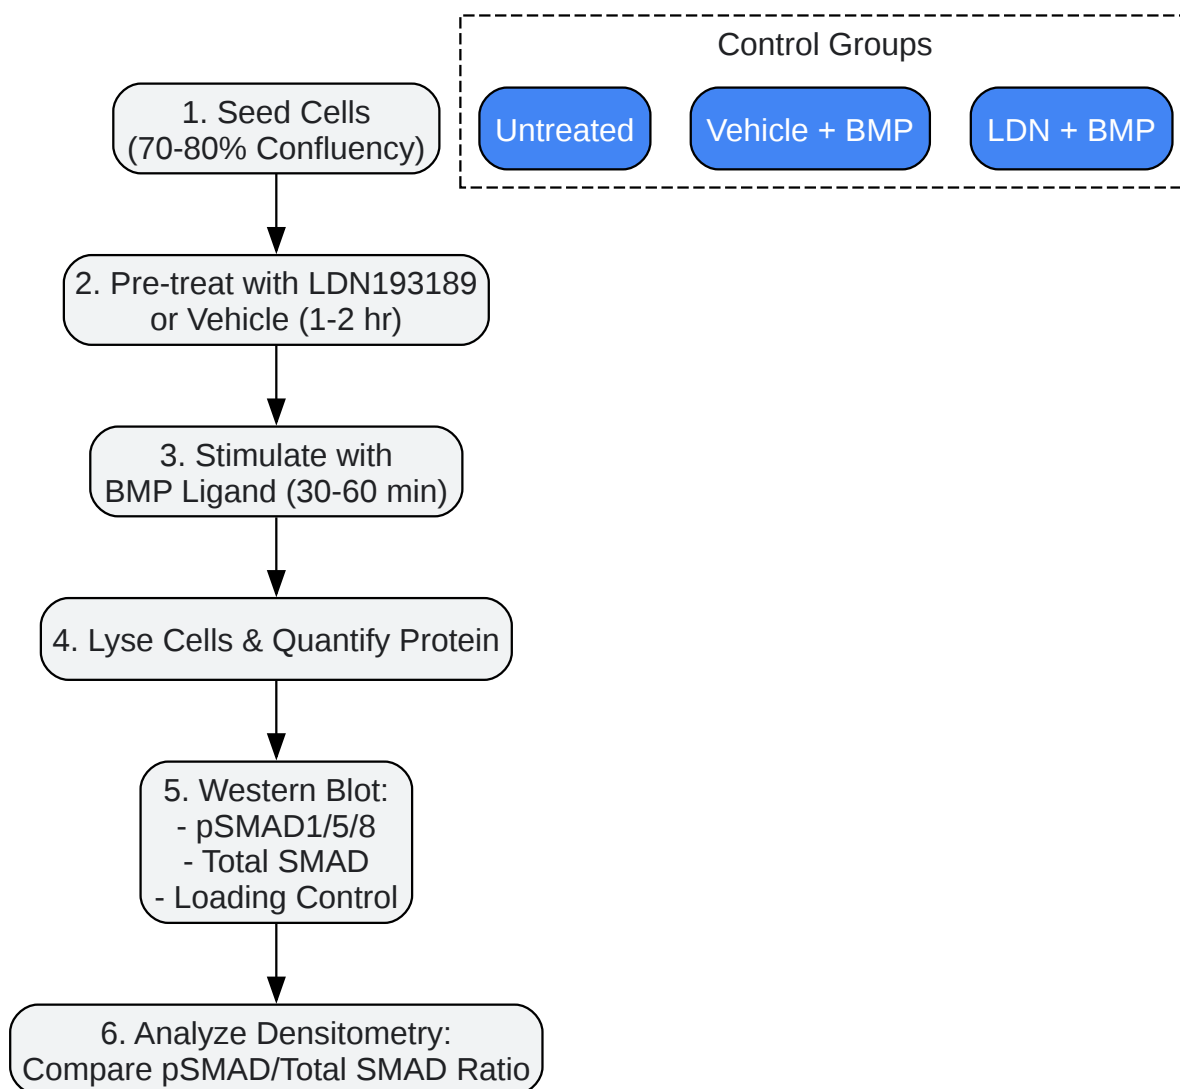 Control Groups
Untreated
Vehicle + BMP
LDN + BMP
1. Seed Cells
(70-80% Confluency)
2. Pre-treat with LDN193189
or Vehicle (1-2 hr)
3. Stimulate with
BMP Ligand (30-60 min)
4. Lyse Cells & Quantify Protein
5. Western Blot:
- pSMAD1/5/8
- Total SMAD
- Loading Control
6. Analyze Densitometry:
Compare pSMAD/Total SMAD Ratio